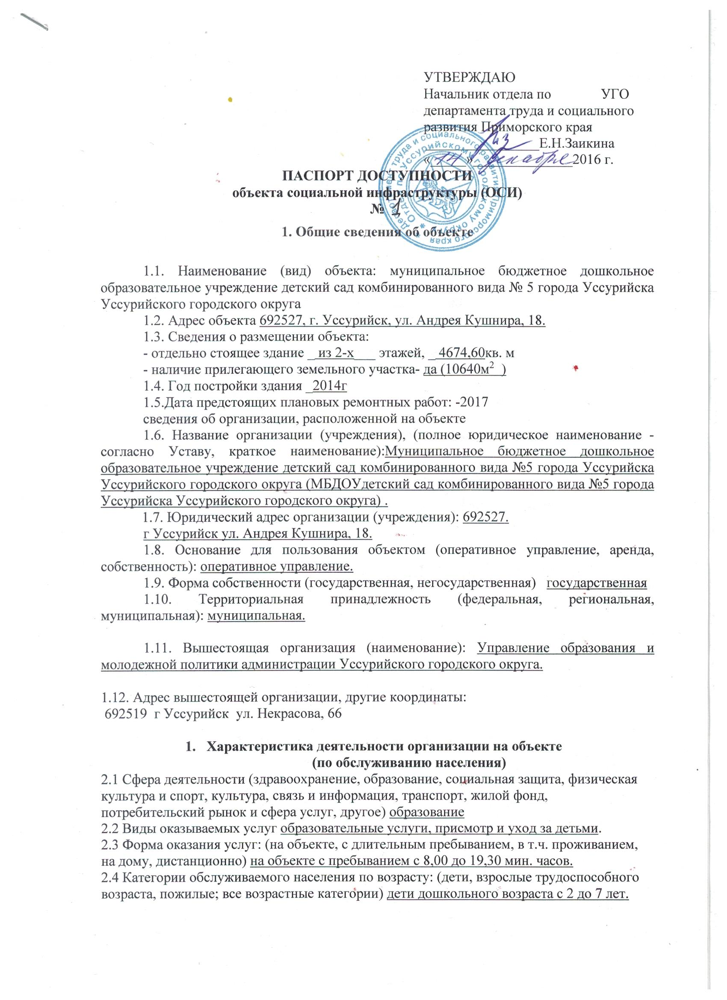 УТВЕРЖДАЮ
Начальник отдела по УГО
департамента труда и социального
развития Приморского края
________________Е.Н.Заикина
«14» декабря 2016 г.
Департамент труда и социального развития Приморского края
Отдел по Уссурийскому городскому округу
ПАСПОРТ ДОСТУПНОСТИ
объекта социальной инфраструктуры (ОСИ)
№ 1
1. Общие сведения об объекте
1.1. Наименование (вид) объекта: муниципальное бюджетное дошкольное
образовательное учреждение детский сад комбинированного вида № 5 города Уссурийска
Уссурийского городского округа
1.2. Адрес объекта 692527, г. Уссурийск, ул. Андрея Кушнира, 18.
1.3. Сведения о размещении объекта:
- отдельно стоящее здание _ из 2-х___ этажей, _ 4674,60кв. м
- наличие прилегающего земельного участка- да (10640м² )
1.4. Год постройки здания _2014г
1.5.Дата предстоящих плановых ремонтных работ: -2017
сведения об организации, расположенной на объекте
1.6. Название организации (учреждения), (полное юридическое наименование -
согласно Уставу, краткое наименование):Муниципальное бюджетное дошкольное
образовательное учреждение детский сад комбинированного вида №5 города Уссурийска
Уссурийского городского округа (МБДОУдетский сад комбинированного вида №5 города
Уссурийска Уссурийского городского округа) .
1.7. Юридический адрес организации (учреждения): 692527.
г Уссурийск ул. Андрея Кушнира, 18.
1.8. Основание для пользования объектом (оперативное управление, аренда,
собственность): оперативное управление.
1.9. Форма собственности (государственная, негосударственная) государственная
1.10. Территориальная принадлежность (федеральная, региональная,
муниципальная): муниципальная.
1.11. Вышестоящая организация (наименование): Управление образования и
молодежной политики администрации Уссурийского городского округа.
1.12. Адрес вышестоящей организации, другие координаты:
692519 г Уссурийск ул. Некрасова, 66
1. Характеристика деятельности организации на объекте
(по обслуживанию населения)
2.1 Сфера деятельности (здравоохранение, образование, социальная защита, физическая
культура и спорт, культура, связь и информация, транспорт, жилой фонд,
потребительский рынок и сфера услуг, другое) образование
2.2 Виды оказываемых услуг образовательные услуги, присмотр и уход за детьми.
2.3 Форма оказания услуг: (на объекте, с длительным пребыванием, в т.ч. проживанием,
на дому, дистанционно) на объекте с пребыванием с 8,00 до 19,30 мин. часов.
2.4 Категории обслуживаемого населения по возрасту: (дети, взрослые трудоспособного
возраста, пожилые; все возрастные категории) дети дошкольного возраста с 2 до 7 лет.